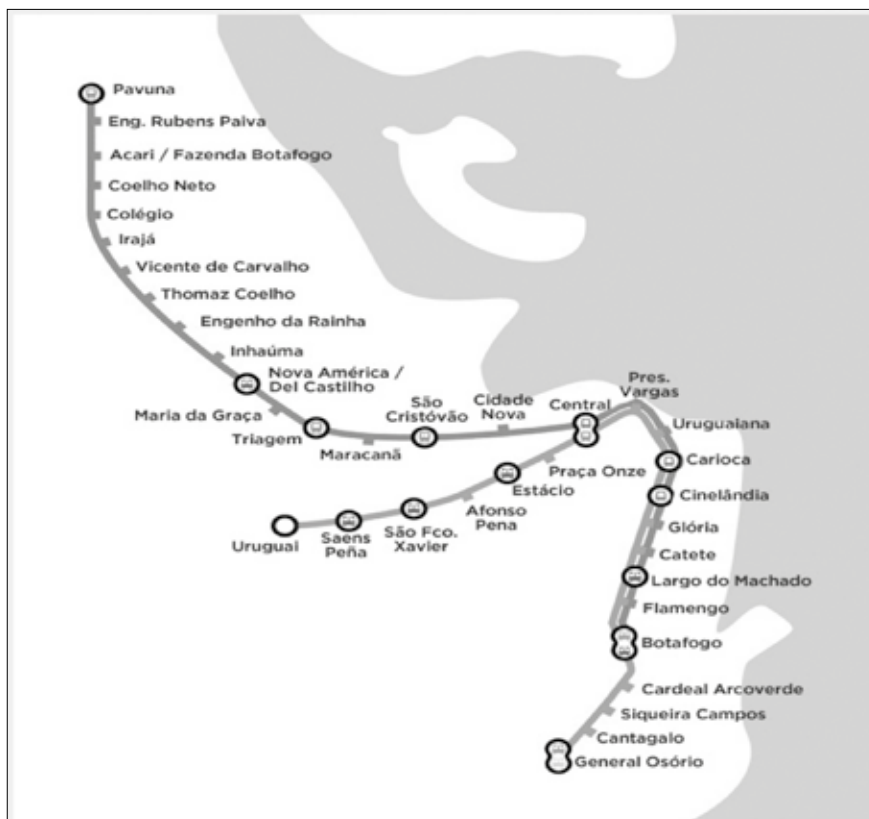 Pavuna
Eng. Rubens Paiva
Acari / Fazenda Botafogo
Coelho Neto
Colégio
Irajá
Vicente de Carvalho
Thomaz Coelho
Engenho da Rainha
Inhaúma
Nova América /
Del Castilho
Maria da Graça
Triagem
Maracanã
São
Cristóvão
Cidade
Nova
Central
Pres.
Vargas
Uruguaiana
Carioca
Cinelândia
Glória
Catete
Largo do Machado
Flamengo
Botafogo
Cardeal Arcoverde
Siqueira Campos
Cantagalo
General Osório
Praça Onze
Estácio
Afonso
Pena
São Fco.
Xavier
Saens
Peña
Uruguai